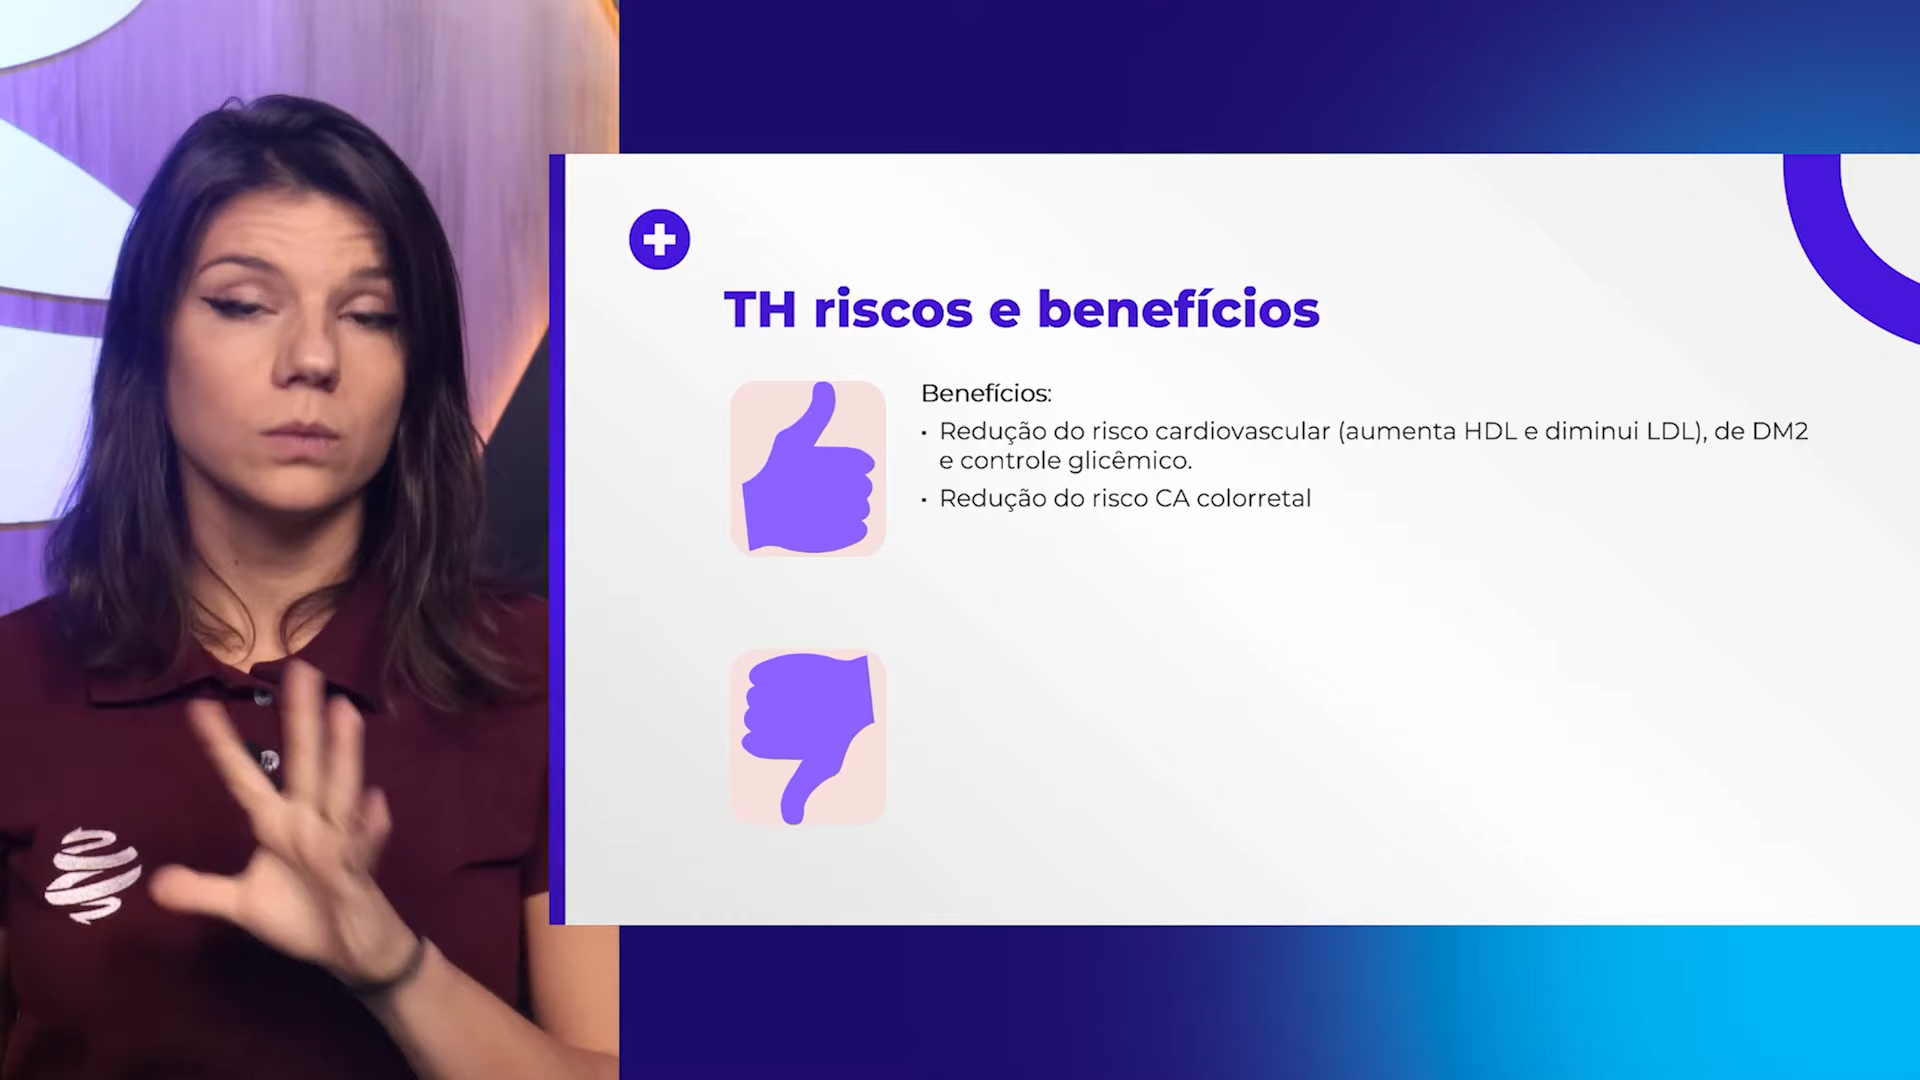 TH riscos e benefícios
Benefícios:
• Redução do risco cardiovascular (aumenta HDL e diminui LDL), de DM2
e controle glicêmico.
• Redução do risco CA colorretal